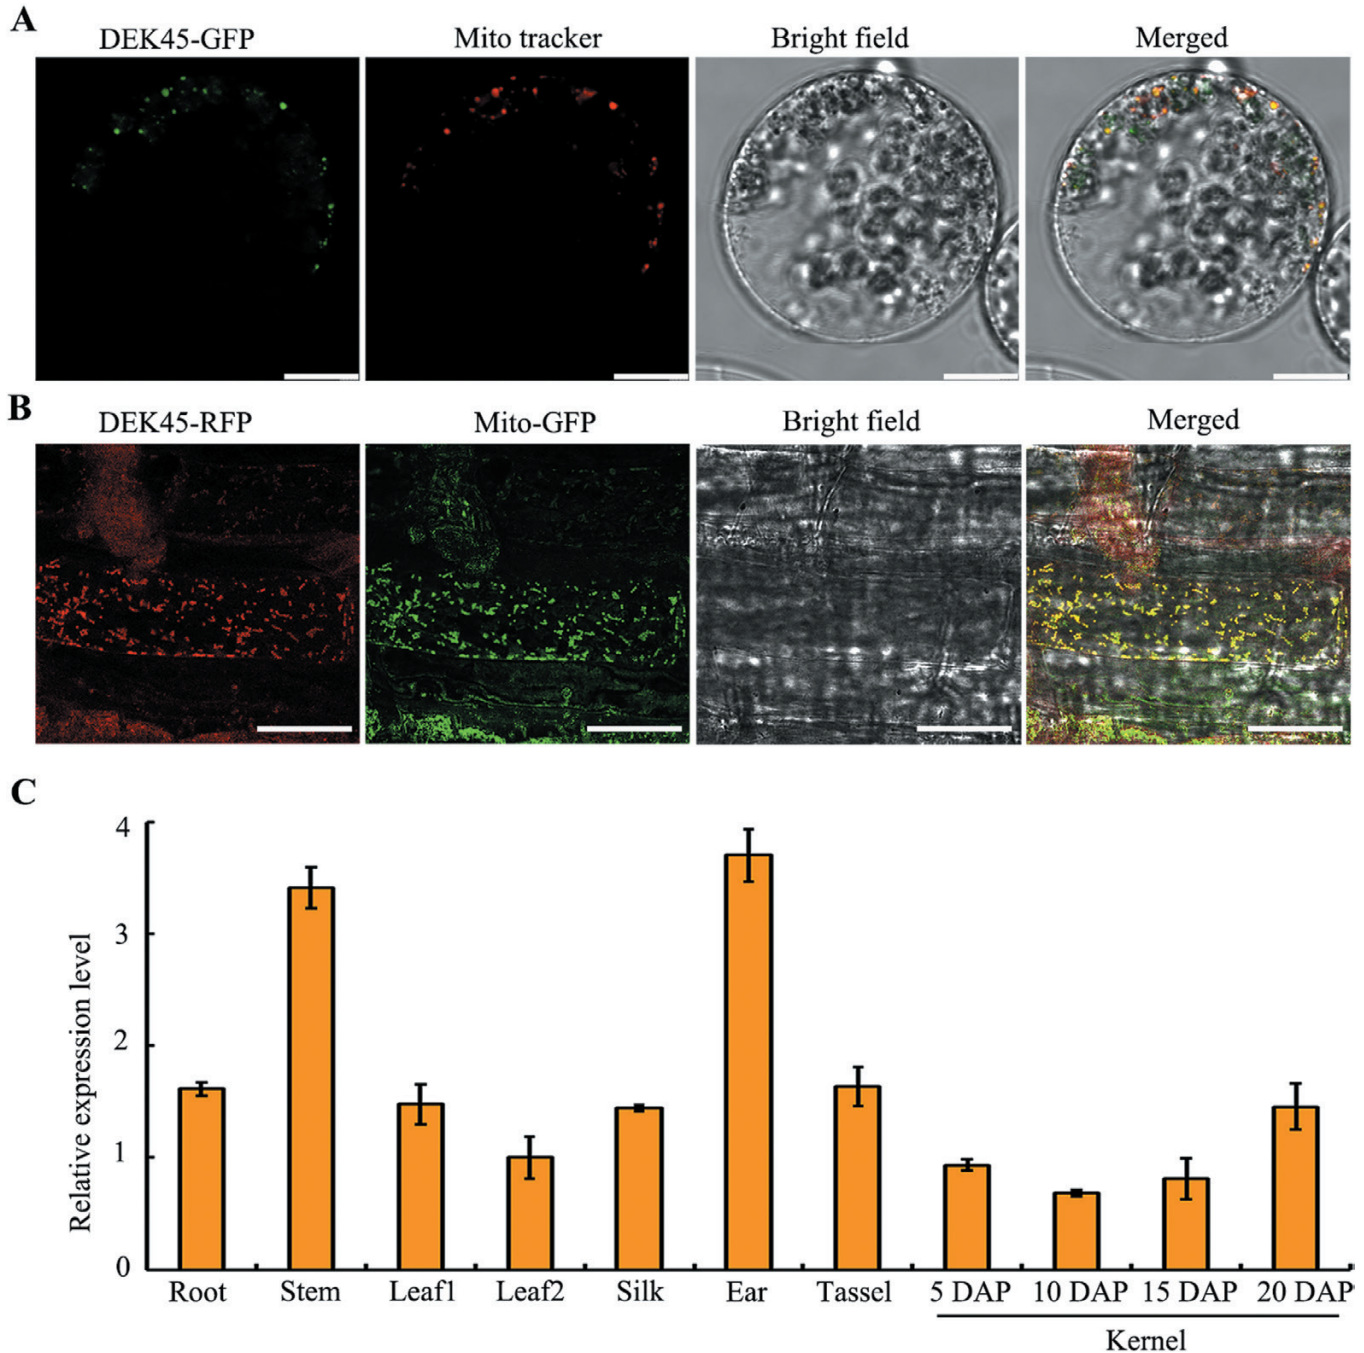 A
DEK45-GFP Mito tracker Bright field Merged
B
DEK45-RFP Mito-GFP Bright field Merged
C
Relative expression level
4
3
2
1
0
Root Stem Leaf1 Leaf2 Silk Ear Tassel 5 DAP 10 DAP 15 DAP 20 DAP
Kernel